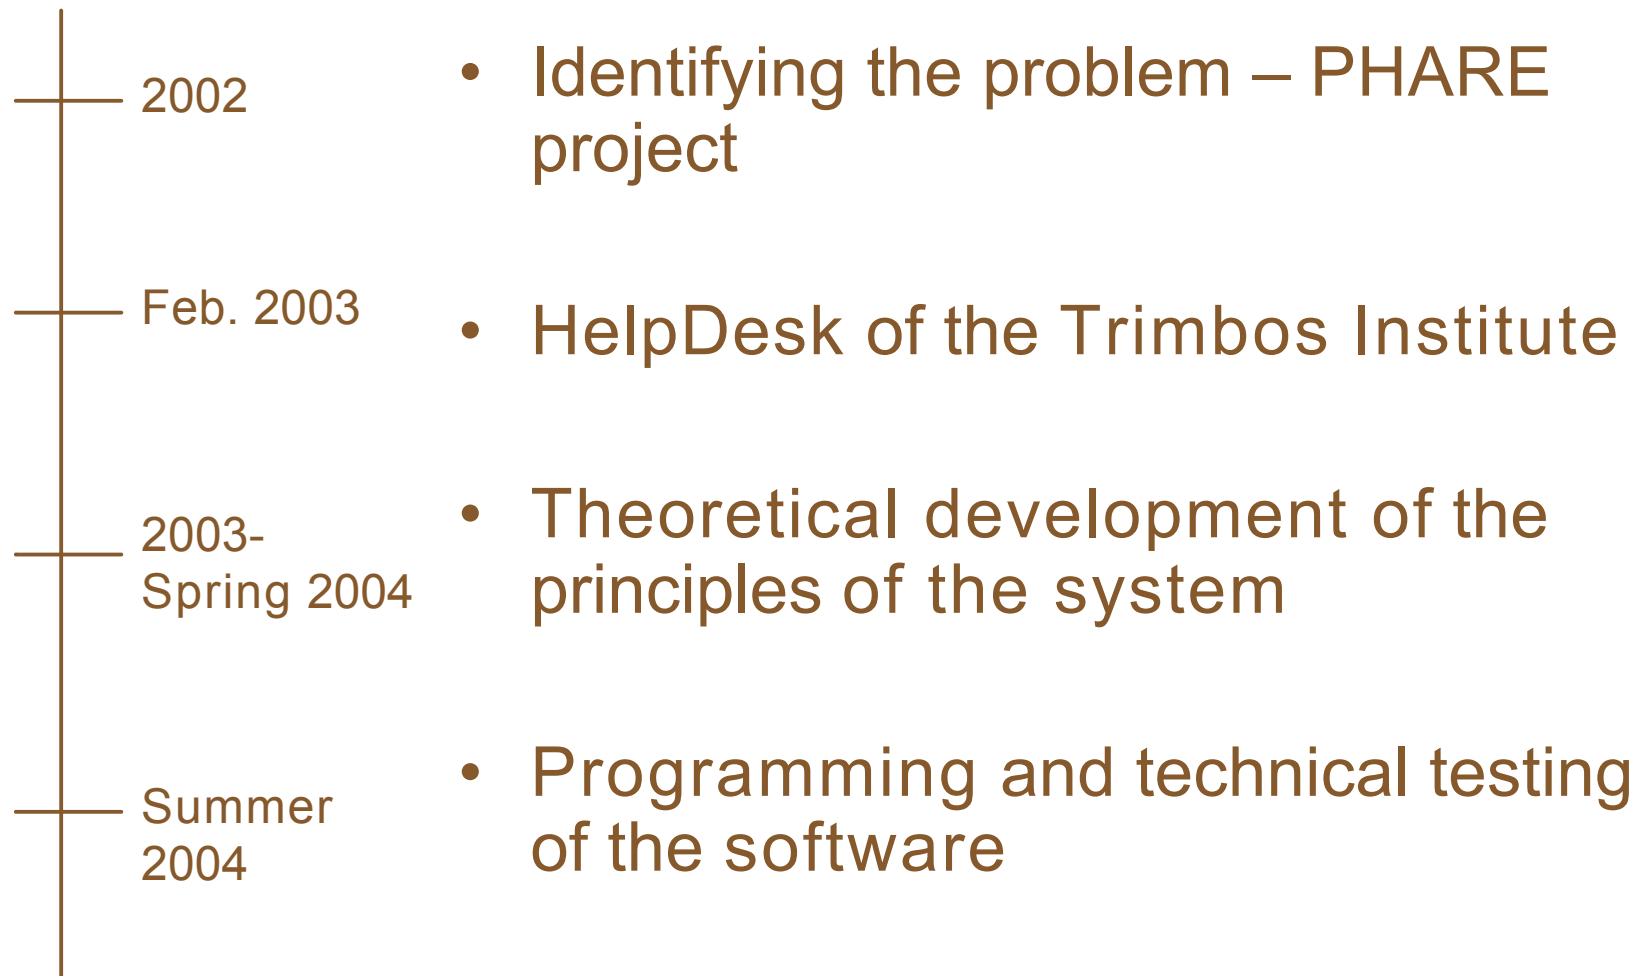 2002
• Identifying the problem – PHARE
project
Feb. 2003
• HelpDesk of the Trimbos Institute
2003-
Spring 2004
• Theoretical development of the
principles of the system
Summer
2004
• Programming and technical testing
of the software